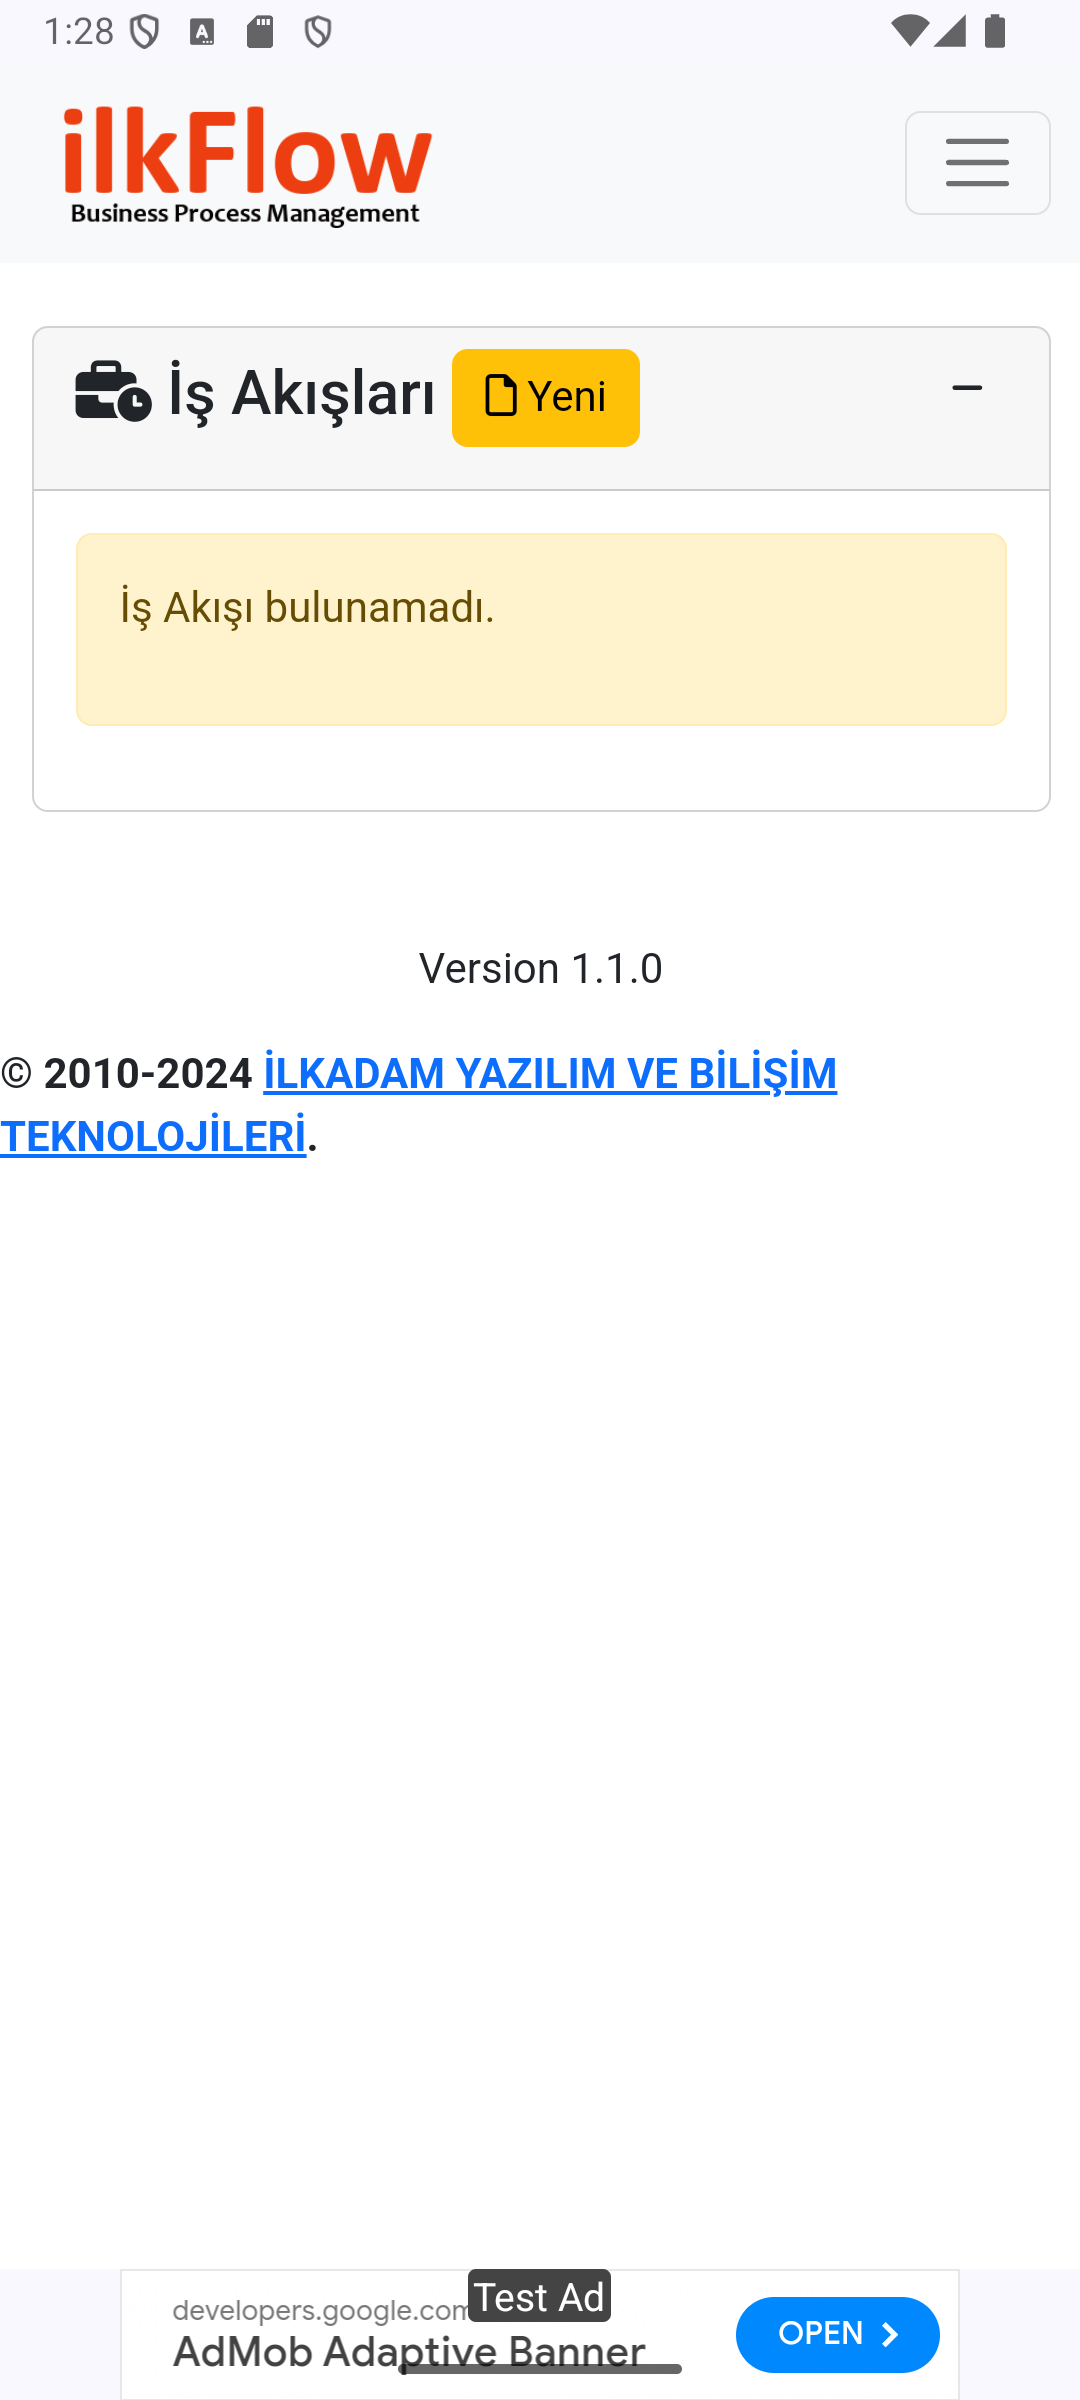 1:28
ilkFlow
Business Process Management
İş Akışları
Yeni
İş Akışı bulunamadı.
Version 1.1.0
© 2010-2024 İLKADAM YAZILIM VE BİLİŞİM
TEKNOLOJİLERİ.
Test Ad
developers.google.com
AdMob Adaptive Banner
OPEN